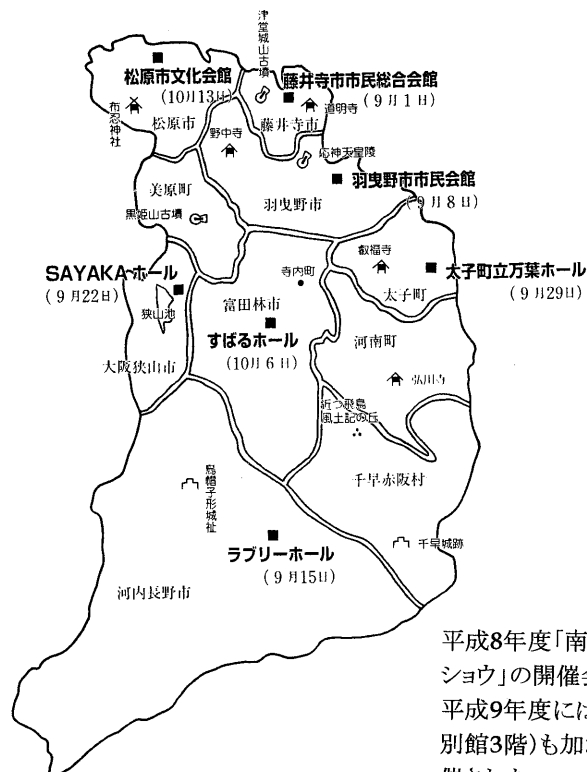 津堂城山古墳
松原市文化会館
(10月13日)
藤井寺市市民総合会館
(9月1日)
布忍神社
松原市
道明寺
藤井寺市
野中寺
応神天皇陵
羽曳野市市民会館
(9月8日)
美原町
羽曳野市
黒姫山古墳
叡福寺
SAYAKAホール
(9月22日)
寺内町
太子町立万葉ホール
(9月29日)
太子町
狭山池
富田林市
すばるホール
(10月6日)
河南町
大阪狭山市
弘川寺
近つ飛鳥
風土記の丘
千早赤阪村
烏帽子形城祉
ラブリーホール
(9月15日)
千早城跡
河内長野市
平成8年度「南
ショウ」の開催会
平成9年度には
別館3階)も加